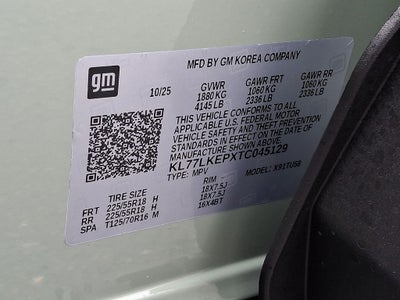 gm
MFD BY GM KOREA COMPANY
10/25 GVWR GAWR FRT GAWR RR
1880 KG 1060 KG 1060 KG
4145 LB 2336 LB 2336 LB
THIS VEHICLE CONFORMS TO ALL
APPLICABLE U.S. FEDERAL MOTOR
VEHICLE SAFETY AND THEFT PREVENTION
STANDARDS IN EFFECT ON THE DATE OF
MANUFACTURE SHOWN ABOVE.
KL77LKEPXTC045129
TYPE: MPV MODEL: X91TUS8
TIRE SIZE RIM
FRT 225/55R18 H 18X7.5J
RR 225/55R18 H 18X7.5J
SPA T125/70R16 M 16X4BT